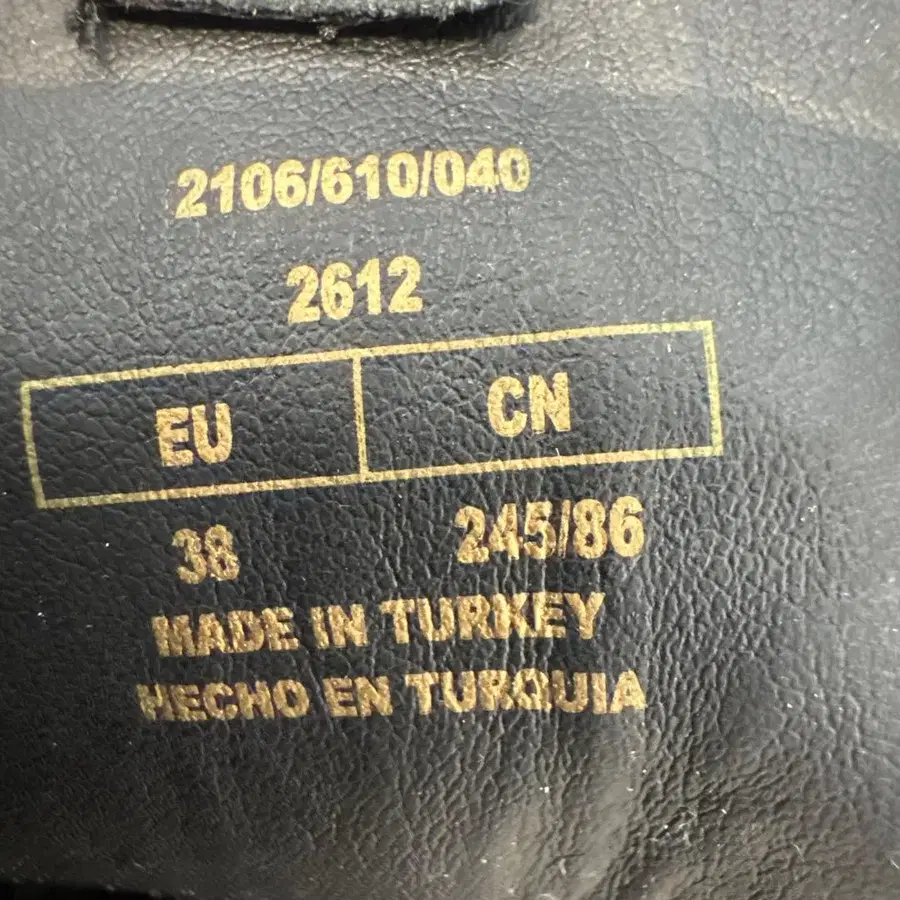 2106/610/040
2612
EU CN
38 245/86
MADE IN TURKEY
HECHO EN TURQUIA